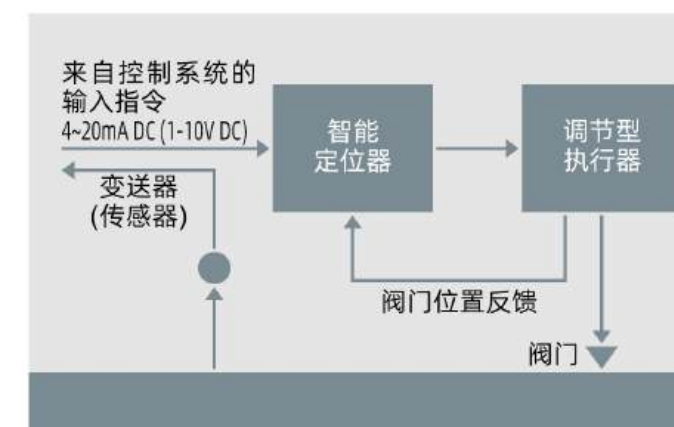 来自控制系统的
输入指令
4~20mA DC (1-10V DC)
变送器
(传感器)
智能
定位器
调节型
执行器
阀门位置反馈
阀门